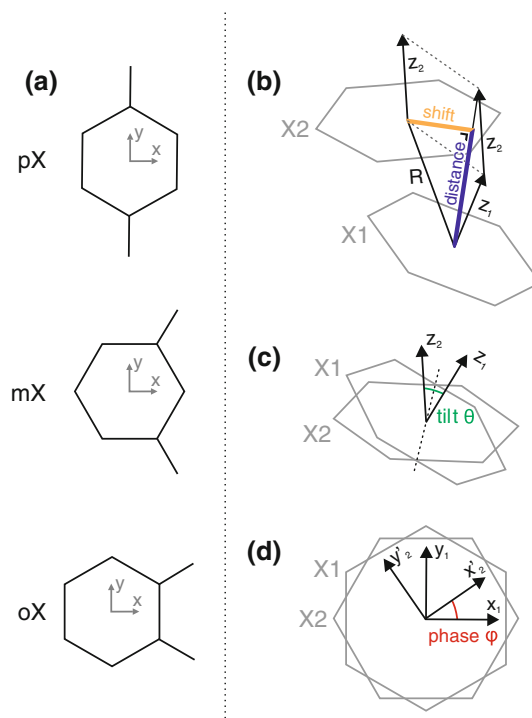 (a)
pX
y
x
mX
y
x
oX
y
x
(b)
z₂
shift
X2
z₂
R
distance
z₁
X1
(c)
z₂
z₁
X1
tilt θ
X2
(d)
y'₂
y₁
x'₂
X1
x₁
X2
phase φ